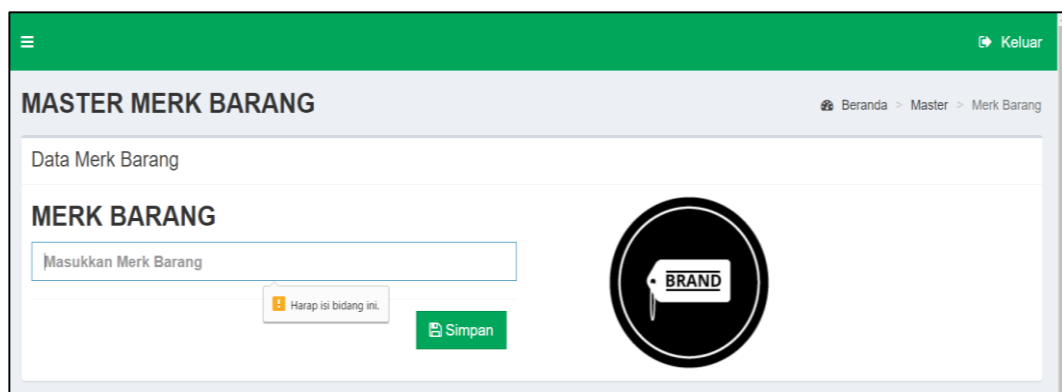 Keluar
MASTER MERK BARANG
Beranda > Master > Merk Barang
Data Merk Barang
MERK BARANG
Masukkan Merk Barang
BRAND
Harap isi bidang ini.
Simpan